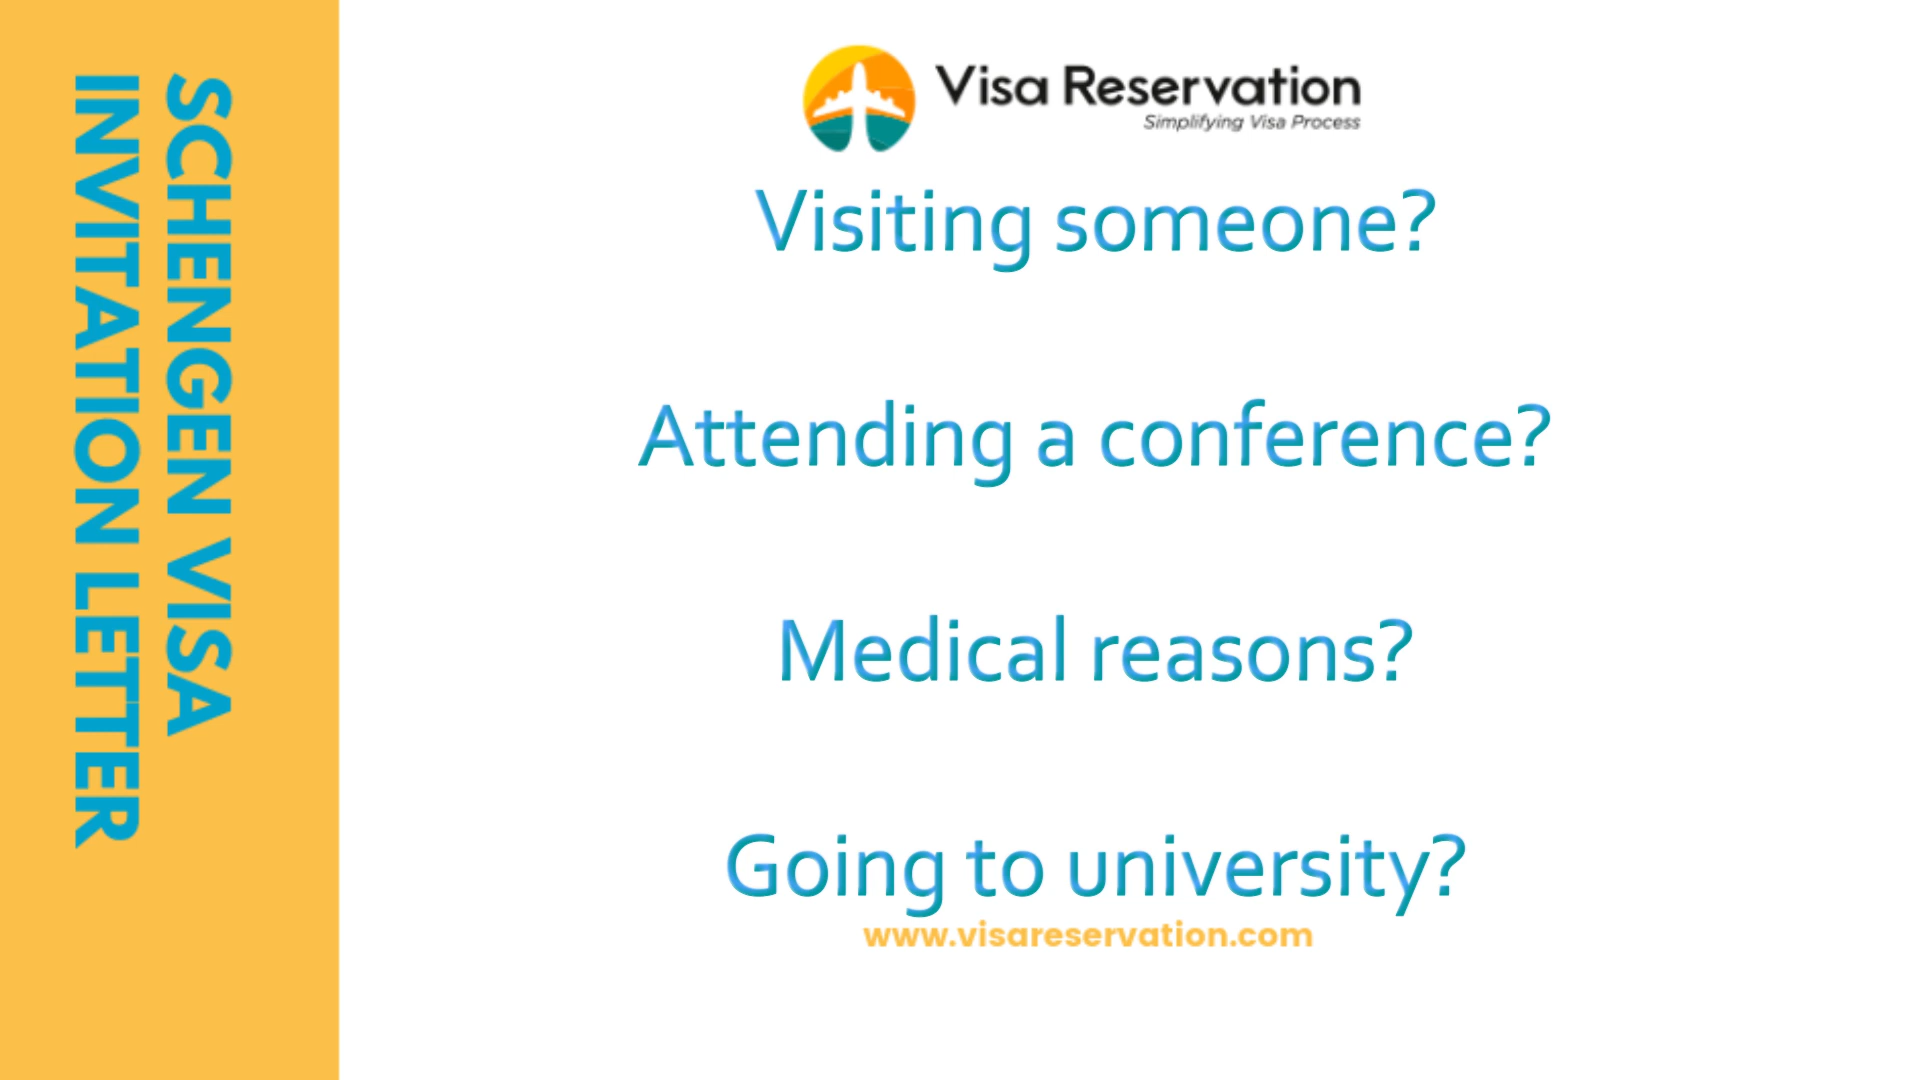 SCHENGEN VISA
INVITATION LETTER
Visa Reservation
Simplifying Visa Process
Visiting someone?
Attending a conference?
Medical reasons?
Going to university?
www.visareservation.com